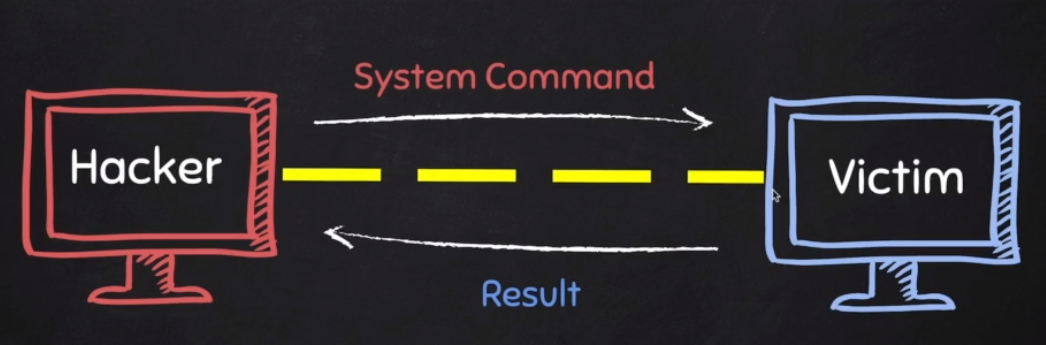 System Command
Hacker
Victim
Result